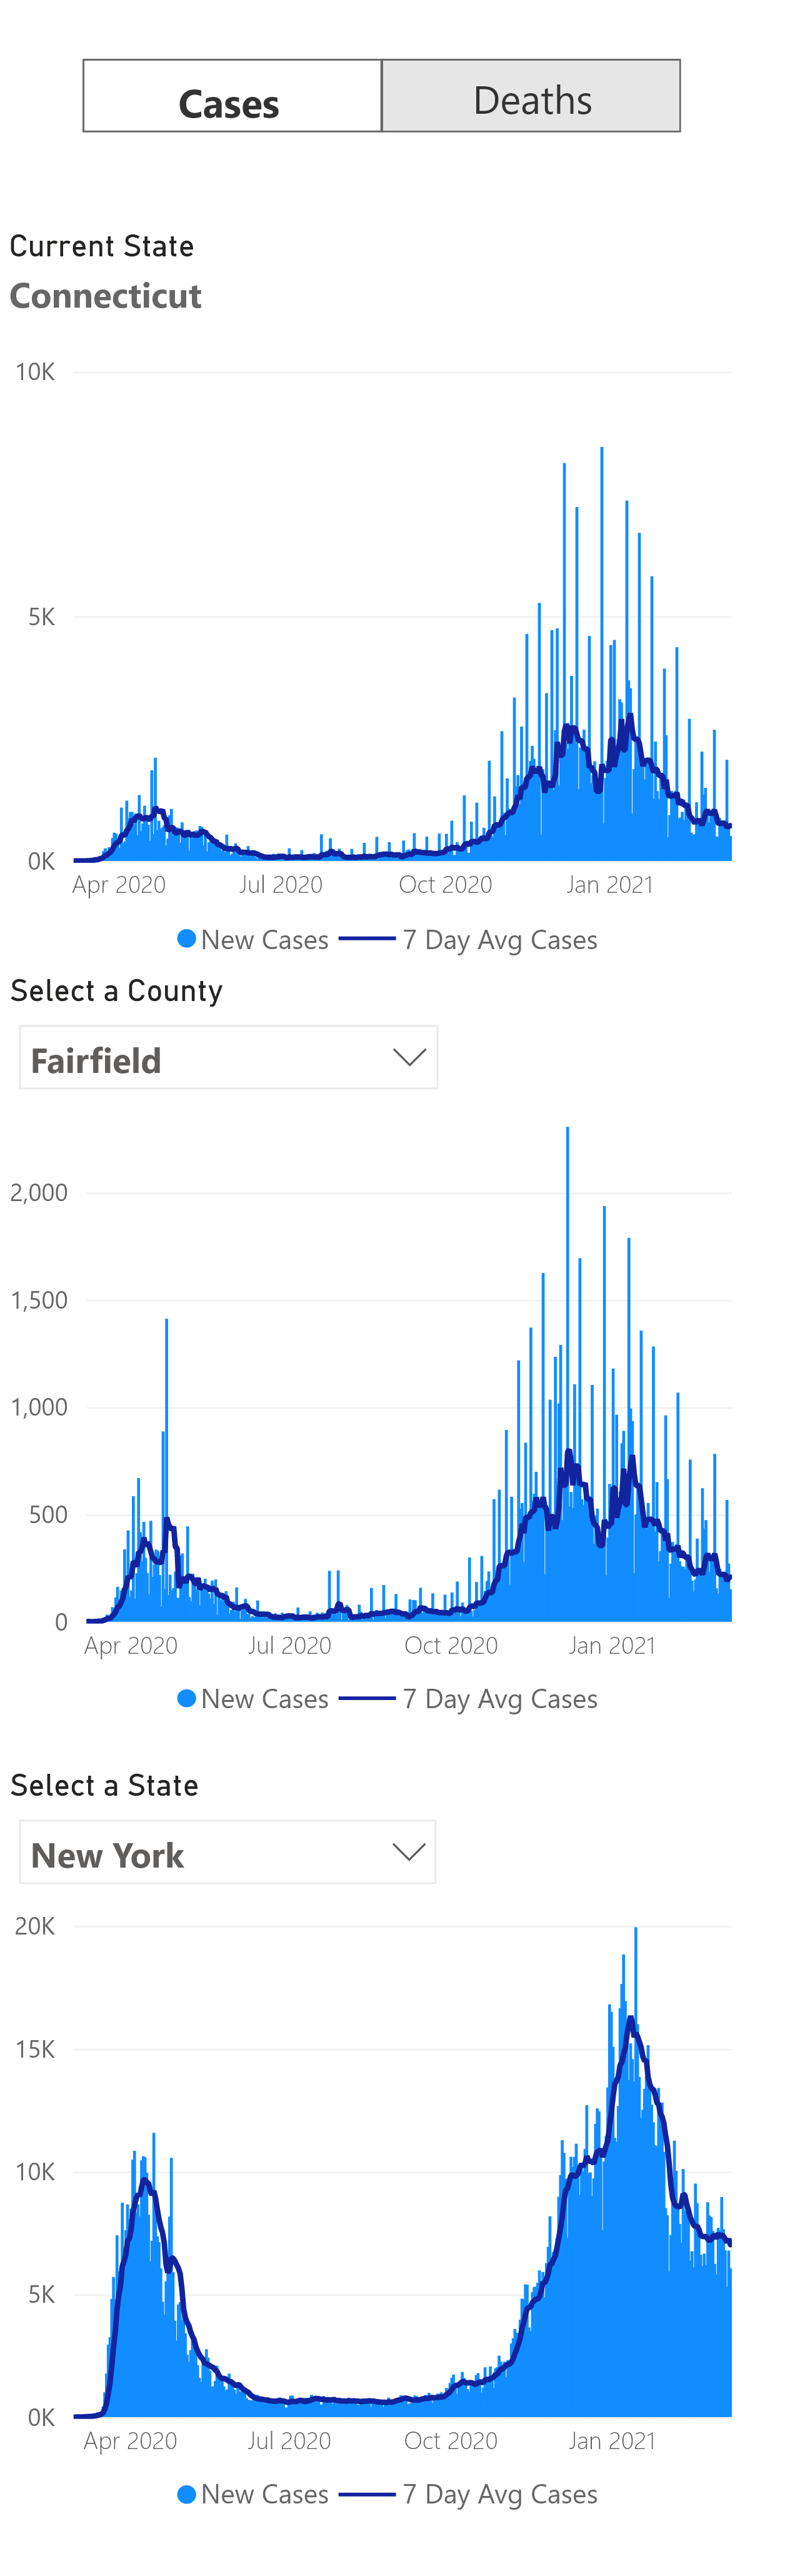 Cases Deaths
Current State
Connecticut
10K
5K
0K
Apr 2020 Jul 2020 Oct 2020 Jan 2021
New Cases 7 Day Avg Cases
Select a County
Fairfield
2,000
1,500
1,000
500
0
Apr 2020 Jul 2020 Oct 2020 Jan 2021
New Cases 7 Day Avg Cases
Select a State
New York
20K
15K
10K
5K
0K
Apr 2020 Jul 2020 Oct 2020 Jan 2021
New Cases 7 Day Avg Cases